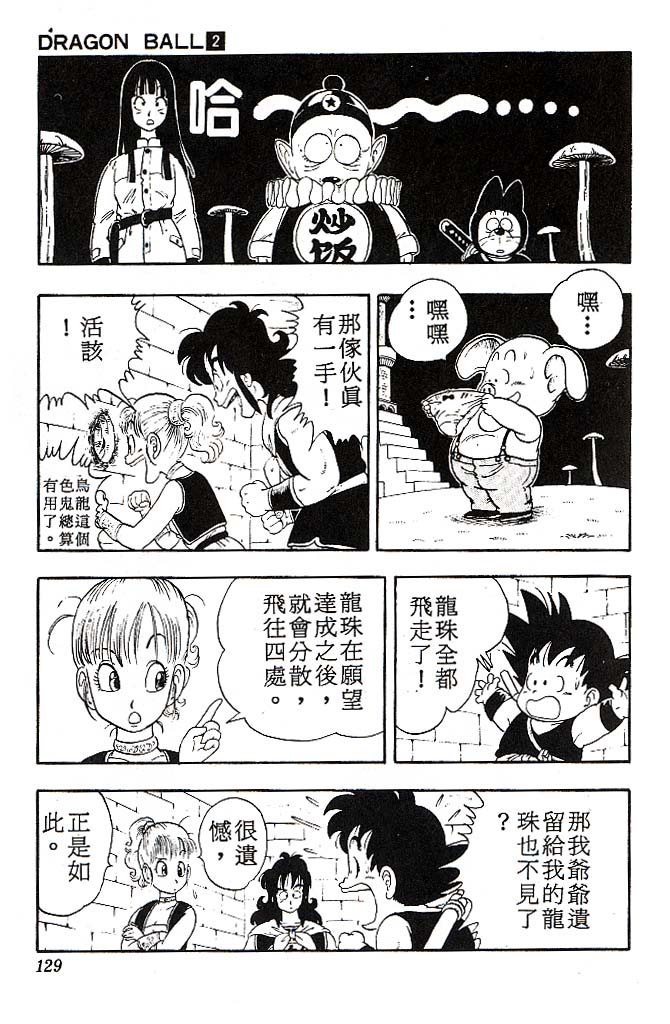 DRAGON BALL 2
哈～～～‥‥
炒
飯
嘿…
嘿嘿…
那傢伙眞
有一手！
活該
！
烏龍這個
色鬼總算
有用了。
龍珠全都
飛走了！
龍珠在願望
達成之後，
就會分散，
飛往四處。
那我爺爺遺
留給我的龍
珠也不見了
？
很遺
憾，
正是如
此。
129